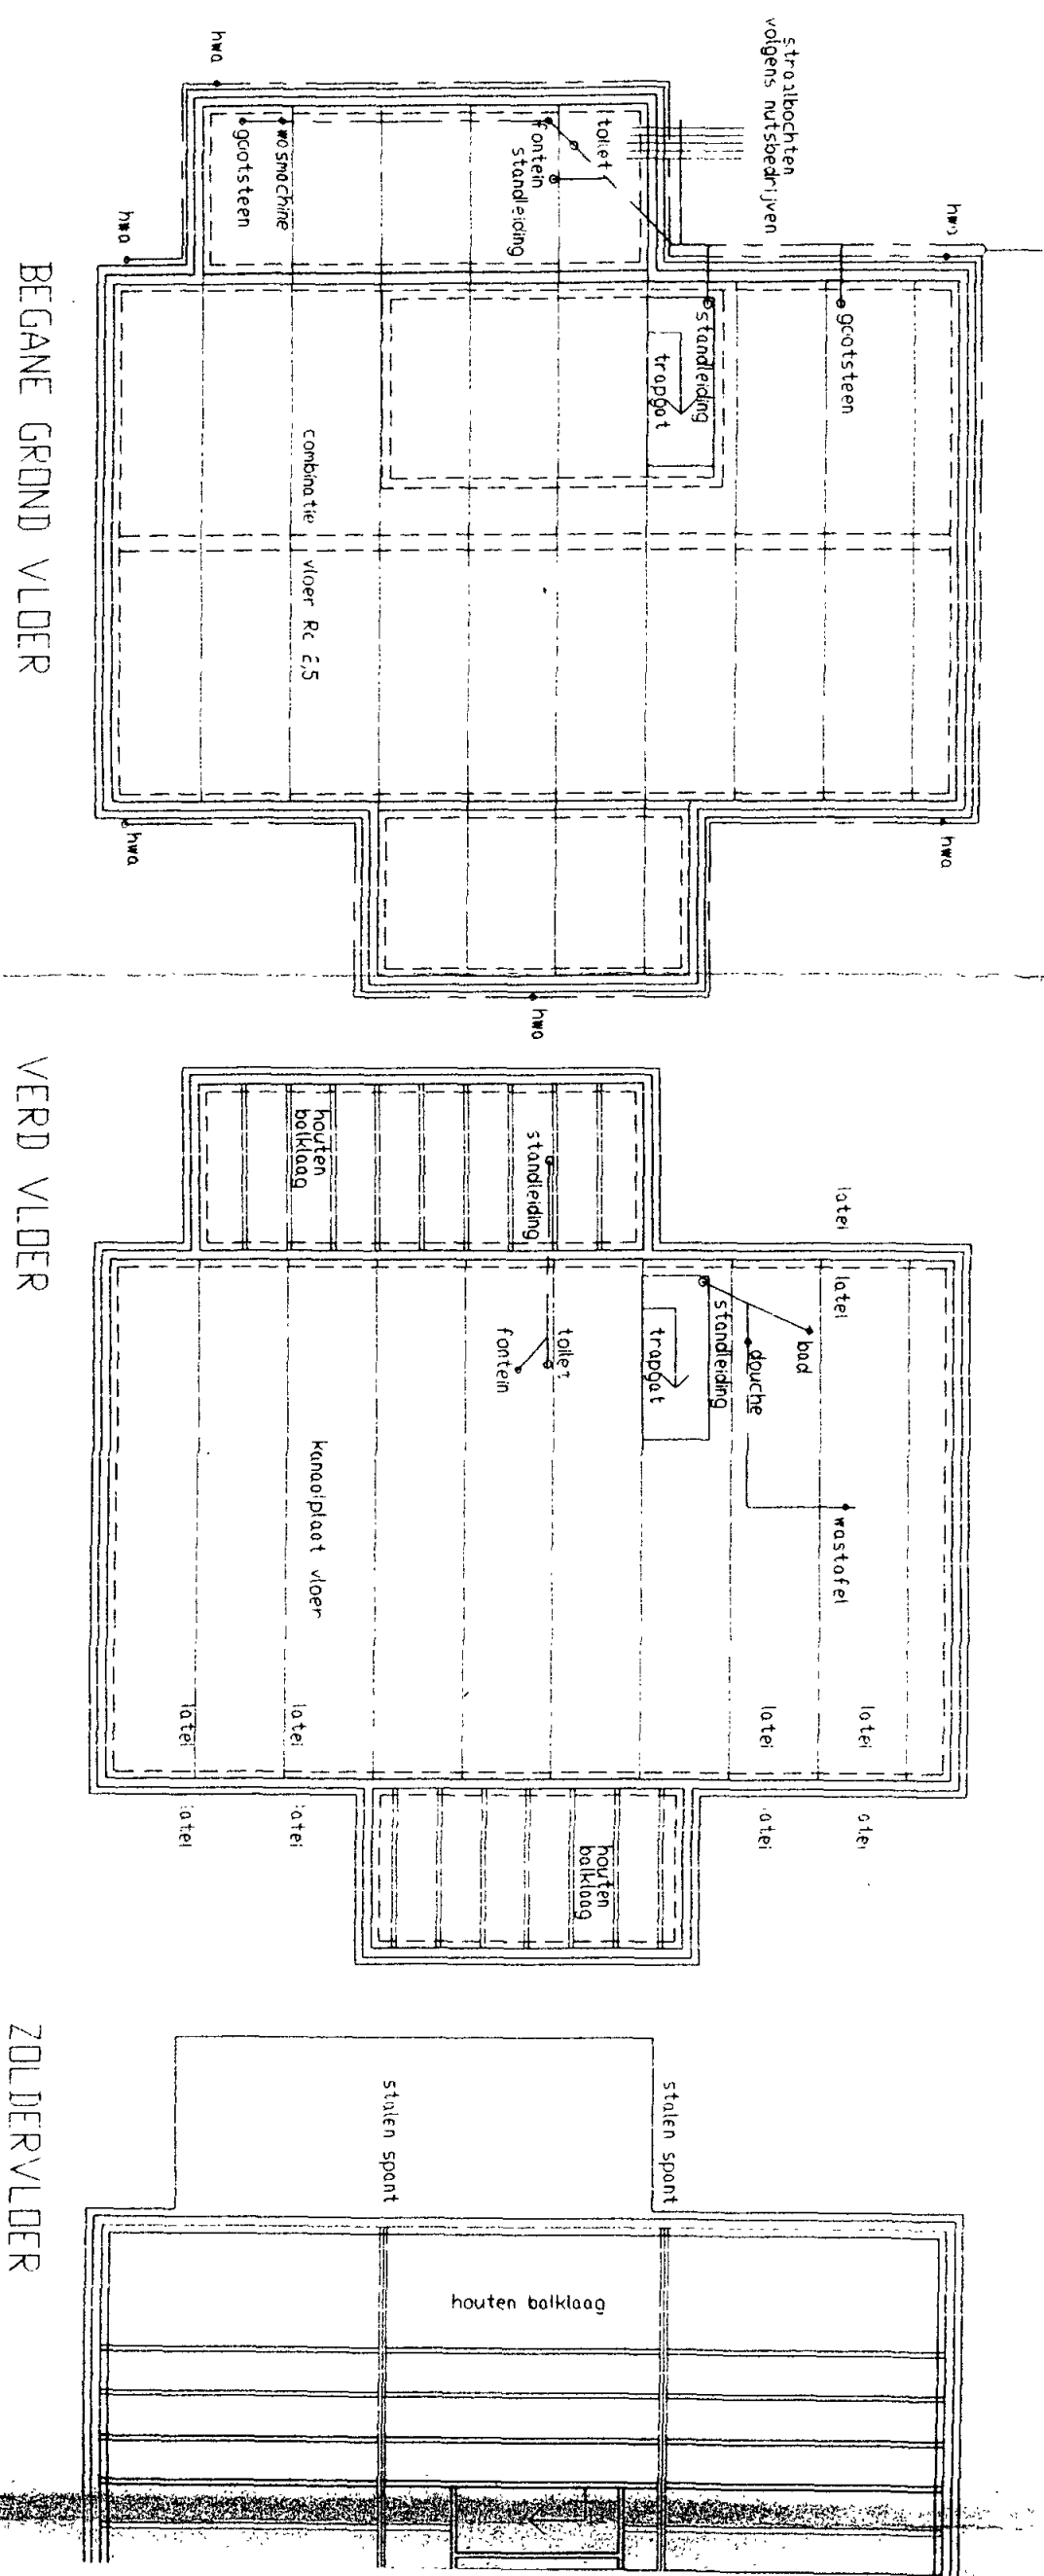 straalbochten
volgens nutsbedrijven
hwa
hwa
hwa
hwa
hwa
hwa
toilet
fontein
standleiding
wasmachine
gootsteen
gootsteen
standleiding
trapgat
combinatie vloer Rc 2,5
BEGANE GROND VLOER
houten
balklaag
standleiding
latei
latei
bad
douche
standleiding
trapgat
toilet
fontein
wastafel
kanaalplaat vloer
latei
latei
latei
latei
latei
latei
latei
latei
houten
balklaag
VERD VLOER
stalen spant
stalen spant
houten balklaag
ZOLDERVLOER